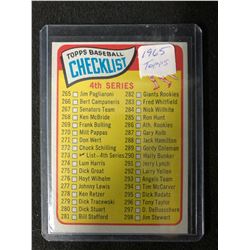 TOPPS BASEBALL
CHECKLIST
4th SERIES
1965
Topps
265 Jim Pagliaroni
266 Bert Campaneris
267 Senators Team
268 Ken McBride
269 Frank Bolling
270 Milt Pappas
271 Don Wert
272 Chuck Schilling
273 ✓ List-4th Series
274 Lum Harris
275 Dick Groat
276 Hoyt Wilhelm
277 Johnny Lewis
278 Ken Retzer
279 Dick Tracewski
280 Dick Stuart
281 Bill Stafford
282 Giants Rookies
283 Fred Whitfield
284 Nick Willhite
285 Ron Hunt
286 Ath. Rookies
287 Gary Kolb
288 Jack Hamilton
289 Gordy Coleman
290 Wally Bunker
291 Jerry Lynch
292 Larry Yellen
293 Angels Team
294 Tim McCarver
295 Dick Radatz
296 Tony Taylor
297 D. DeBusschere
298 Jim Stewart